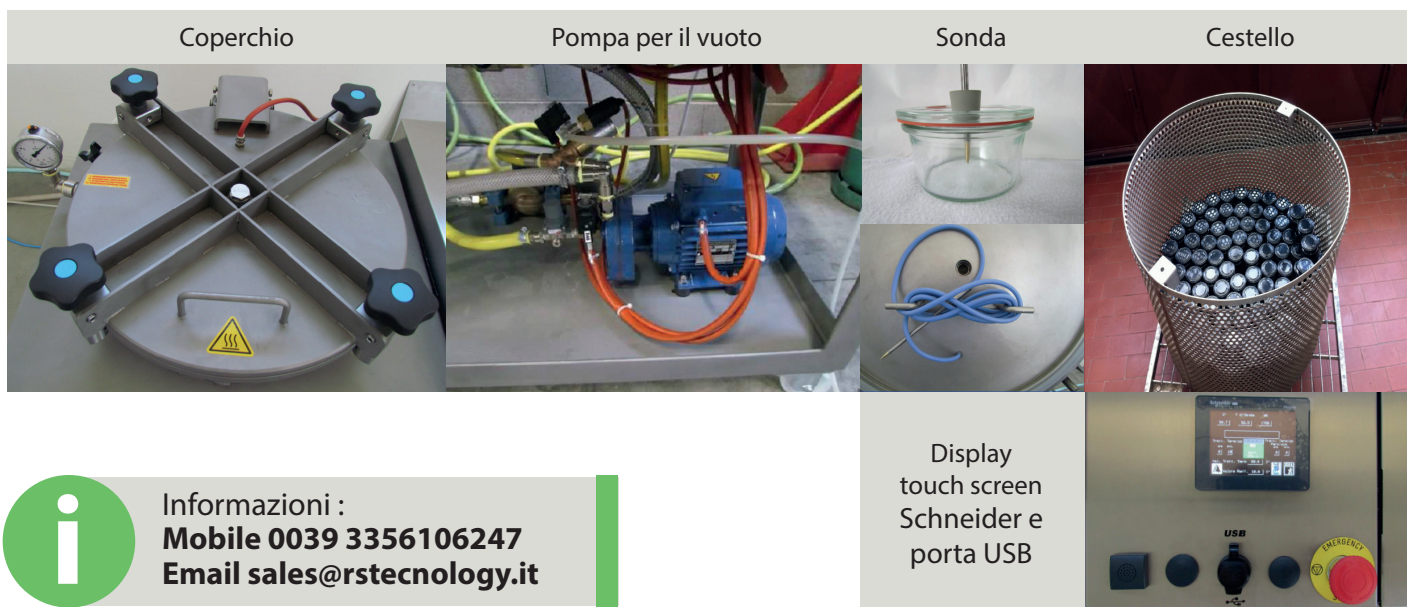 Coperchio
Pompa per il vuoto
Sonda
Cestello
Display
touch screen
Schneider e
porta USB
USB
EMERGENCY
i
Informazioni :
Mobile 0039 3356106247
Email sales@rstecnology.it